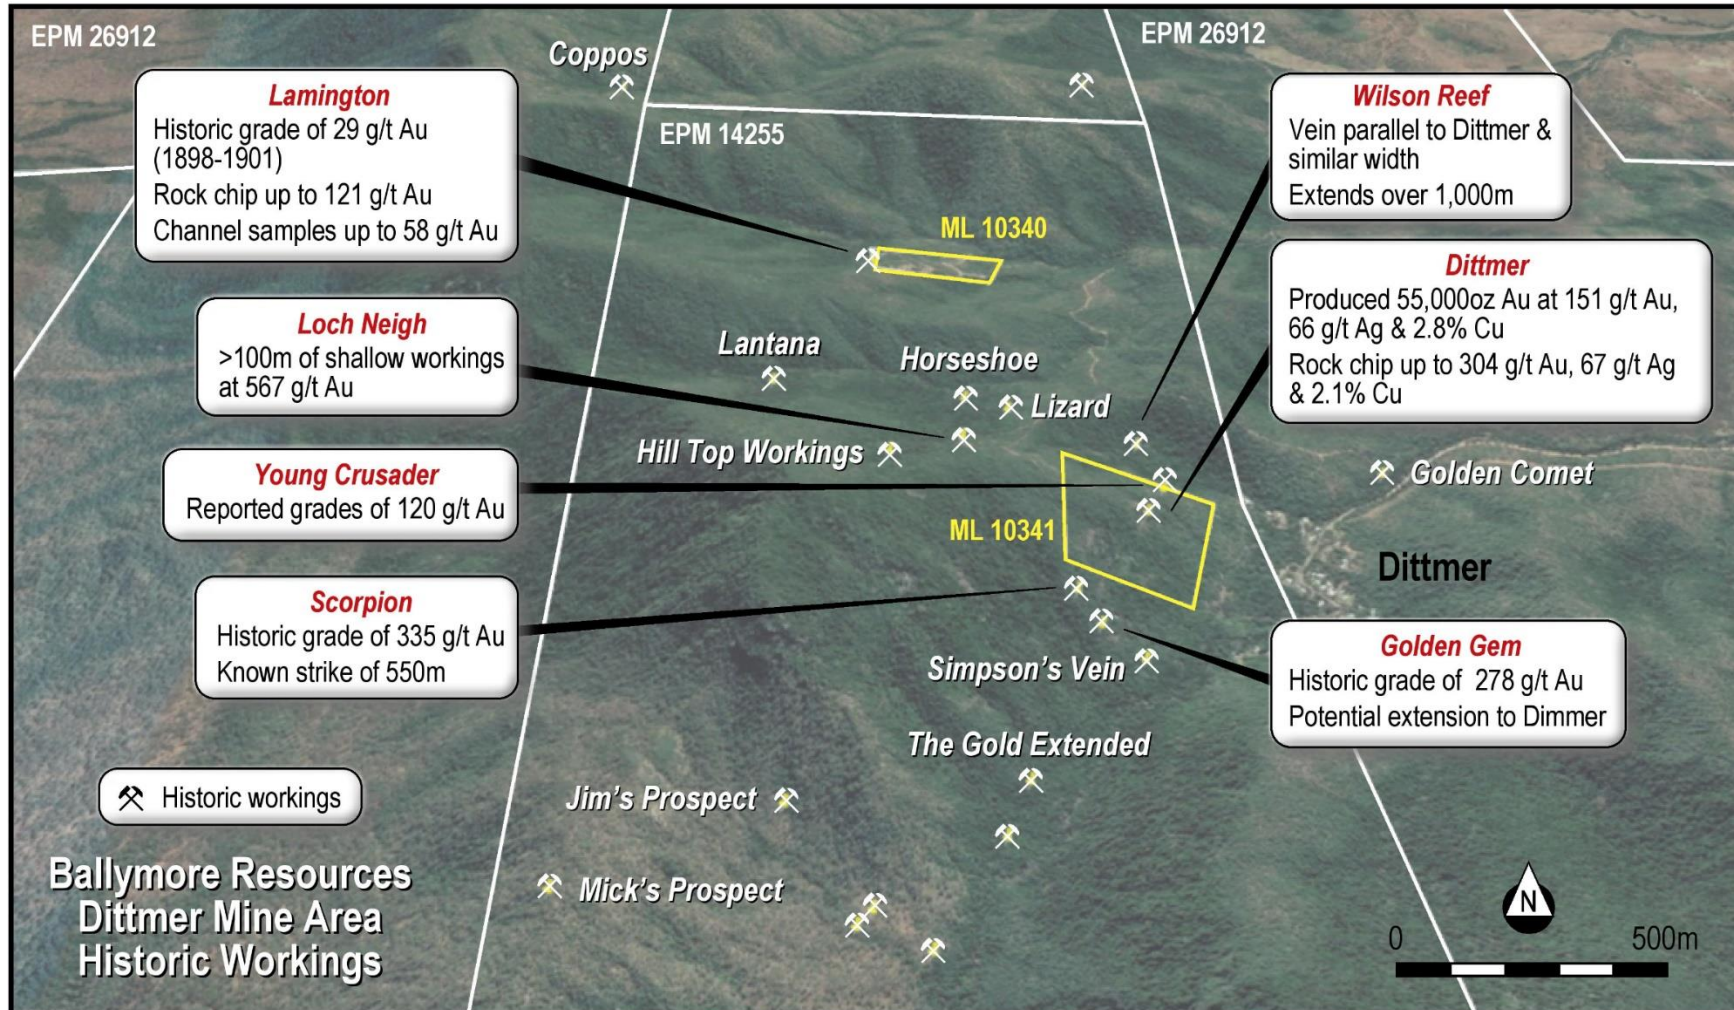 EPM 26912
EPM 26912
Coppos
EPM 14255
Lamington
Historic grade of 29 g/t Au
(1898-1901)
Rock chip up to 121 g/t Au
Channel samples up to 58 g/t Au
Wilson Reef
Vein parallel to Dittmer &
similar width
Extends over 1,000m
ML 10340
Dittmer
Produced 55,000oz Au at 151 g/t Au,
66 g/t Ag & 2.8% Cu
Rock chip up to 304 g/t Au, 67 g/t Ag
& 2.1% Cu
Loch Neigh
>100m of shallow workings
at 567 g/t Au
Lantana
Horseshoe
Lizard
Hill Top Workings
Golden Comet
Young Crusader
Reported grades of 120 g/t Au
ML 10341
Dittmer
Scorpion
Historic grade of 335 g/t Au
Known strike of 550m
Simpson's Vein
Golden Gem
Historic grade of 278 g/t Au
Potential extension to Dimmer
The Gold Extended
Jim's Prospect
Historic workings
Mick's Prospect
Ballymore Resources
Dittmer Mine Area
Historic Workings
N
0 500m